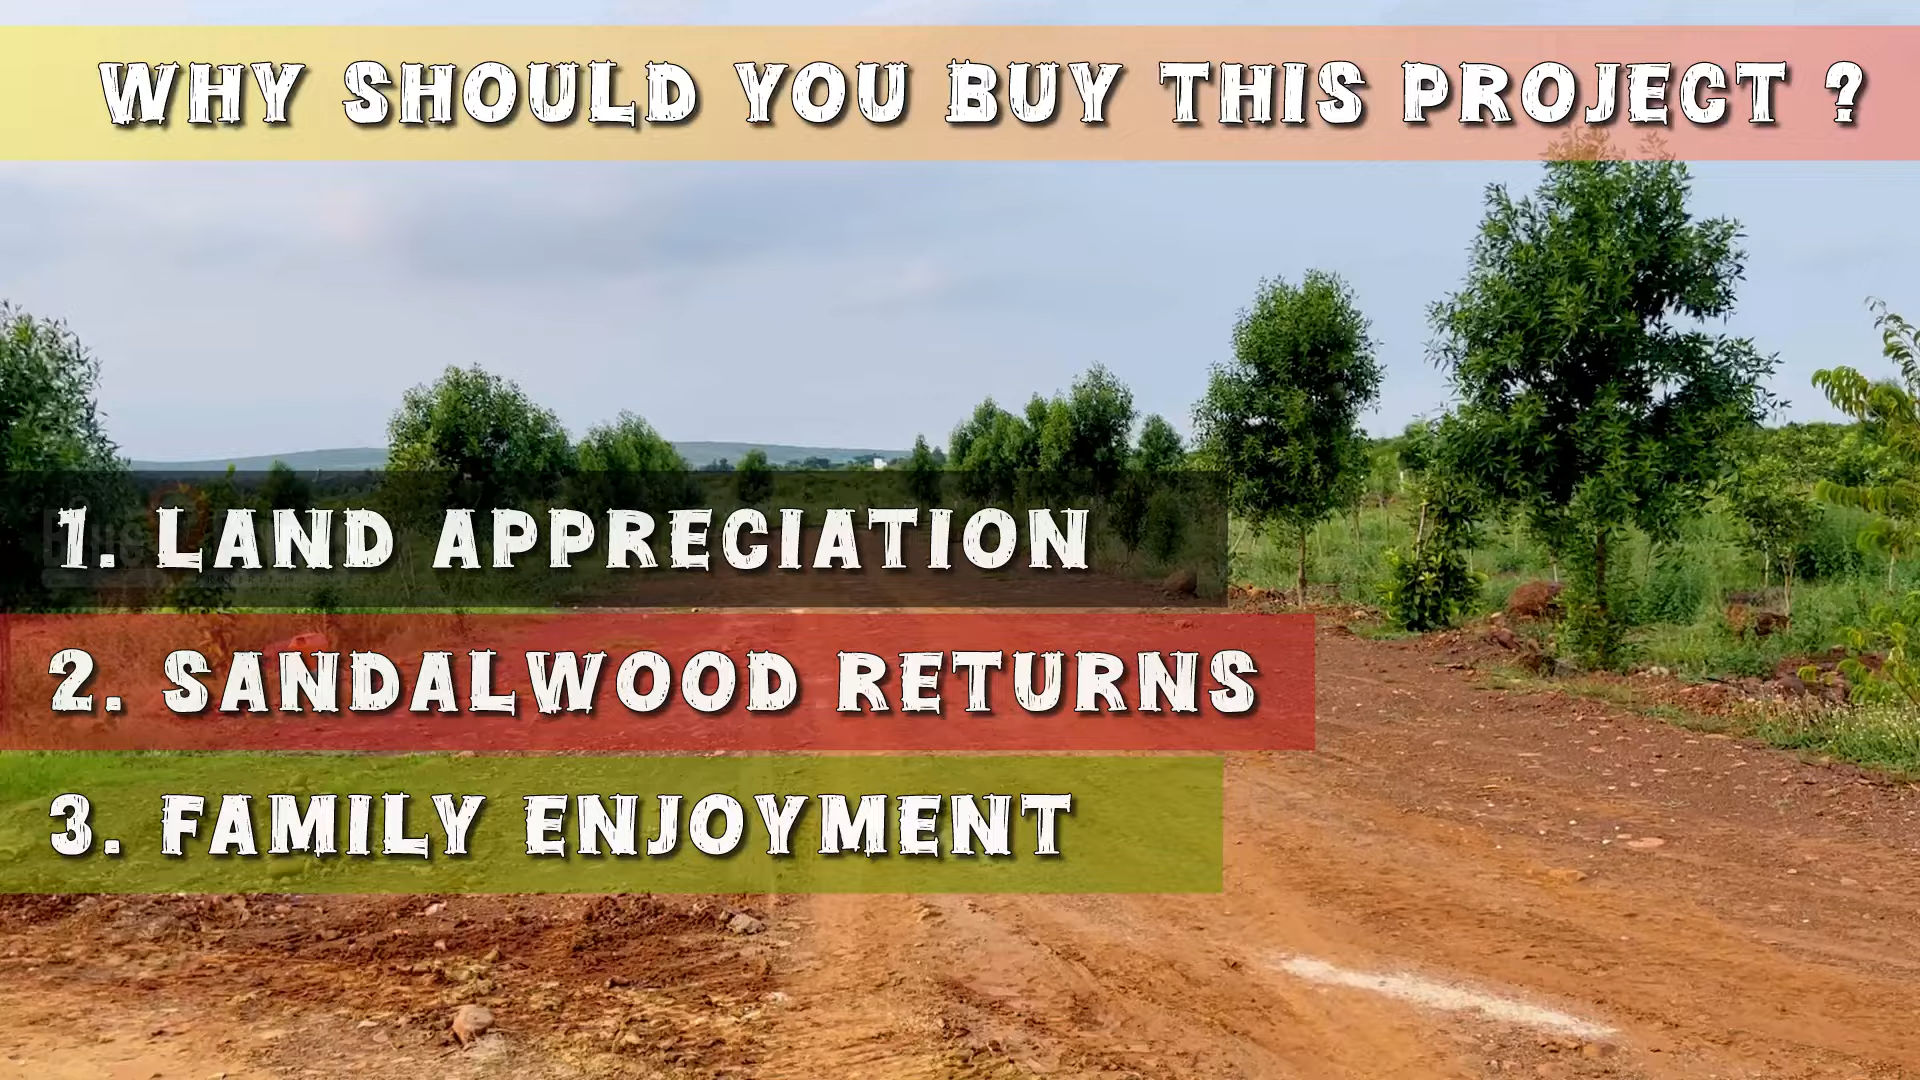 WHY SHOULD YOU BUY THIS PROJECT ?
1. LAND APPRECIATION
2. SANDALWOOD RETURNS
3. FAMILY ENJOYMENT